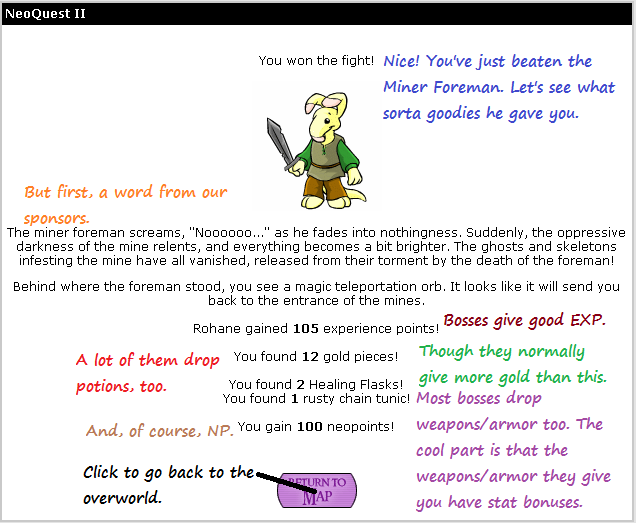 NeoQuest II
You won the fight!
Nice! You've just beaten the
Miner Foreman. Let's see what
sorta goodies he gave you.
But first, a word from our
sponsors.
The miner foreman screams, "Noooooo..." as he fades into nothingness. Suddenly, the oppressive
darkness of the mine relents, and everything becomes a bit brighter. The ghosts and skeletons
infesting the mine have all vanished, released from their torment by the death of the foreman!
Behind where the foreman stood, you see a magic teleportation orb. It looks like it will send you
back to the entrance of the mines.
Rohane gained 105 experience points!
Bosses give good EXP.
A lot of them drop
potions, too.
You found 12 gold pieces!
Though they normally
give more gold than this.
You found 2 Healing Flasks!
You found 1 rusty chain tunic!
Most bosses drop
weapons/armor too. The
cool part is that the
weapons/armor they give
you have stat bonuses.
And, of course, NP.
You gain 100 neopoints!
Click to go back to the
overworld.
RETURN TO
MAP